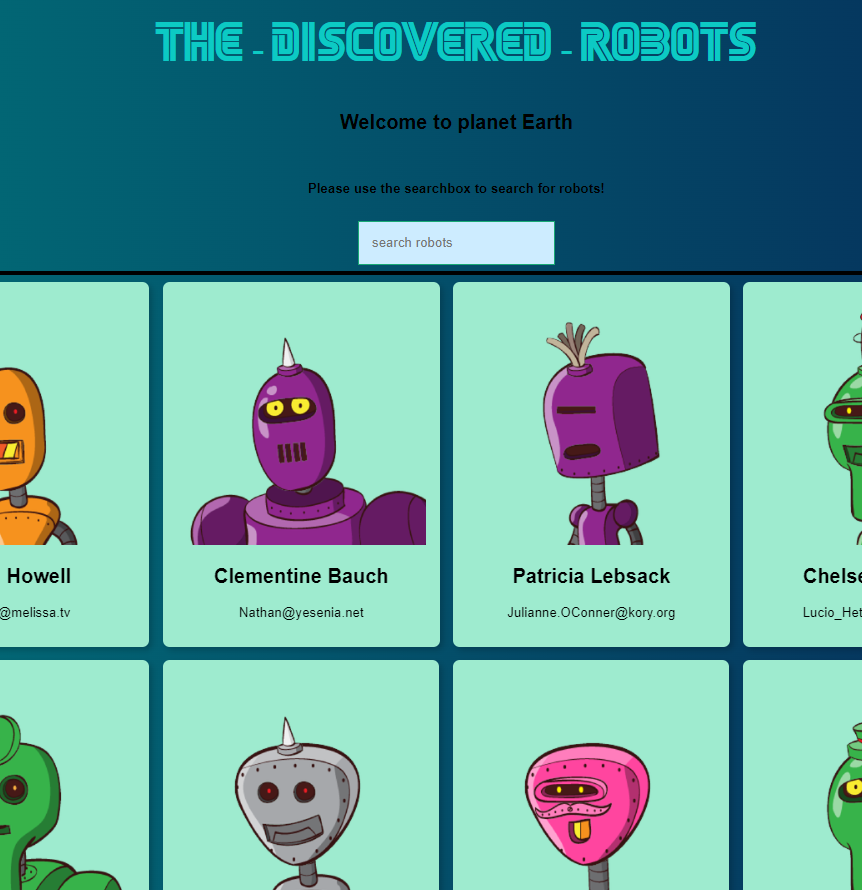 THE - DISCOVERED - ROBOTS
Welcome to planet Earth
Please use the searchbox to search for robots!
search robots
Howell
Clementine Bauch
Patricia Lebsack
Chelse
@melissa.tv
Nathan@yesenia.net
Julianne.OConner@kory.org
Lucio_Het